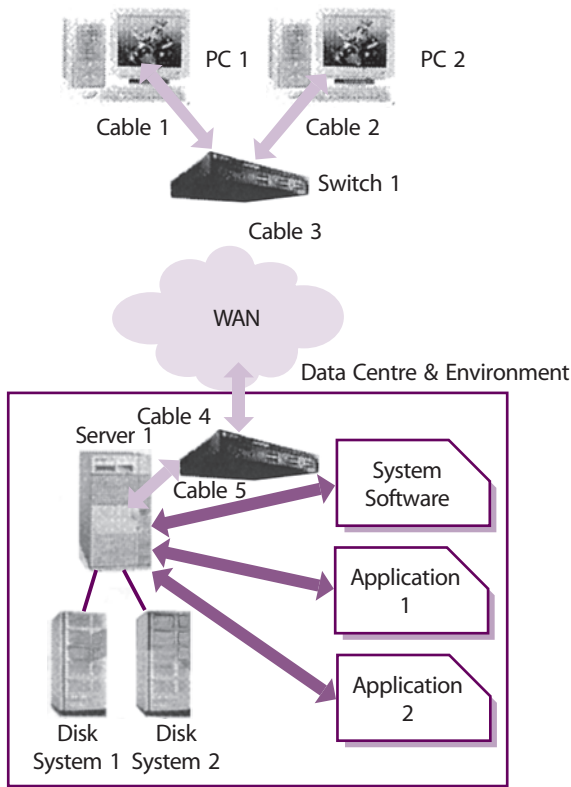 PC 1
PC 2
Cable 1
Cable 2
Switch 1
Cable 3
WAN
Data Centre & Environment
Cable 4
Server 1
Cable 5
System
Software
Application
1
Application
2
Disk
System 1
Disk
System 2